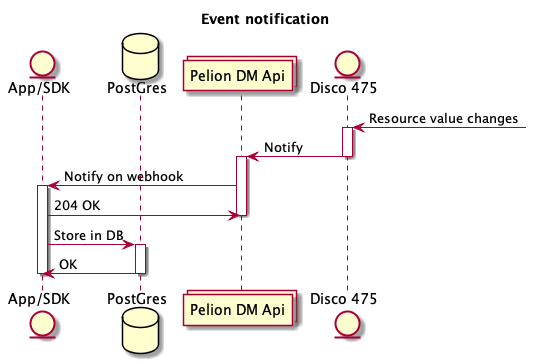 Event notification
App/SDK
PostGres
Pelion DM Api
Disco 475
Resource value changes
Notify
Notify on webhook
204 OK
Store in DB
OK
App/SDK
PostGres
Pelion DM Api
Disco 475